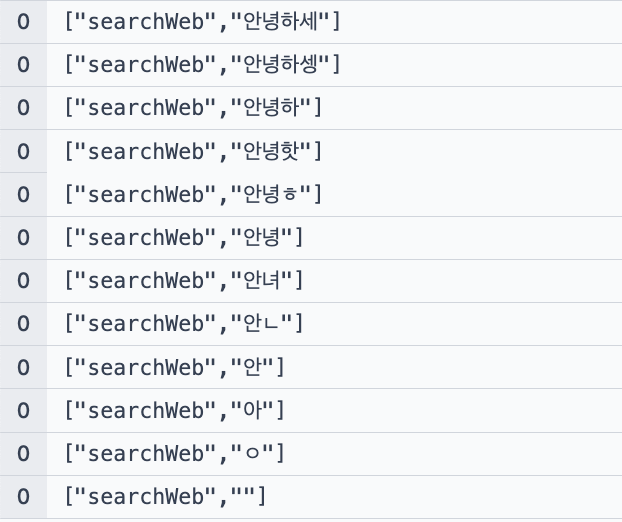 0 ["searchWeb","안녕하세"]
0 ["searchWeb","안녕하셍"]
0 ["searchWeb","안녕하"]
0 ["searchWeb","안녕핫"]
0 ["searchWeb","안녕ㅎ"]
0 ["searchWeb","안녕"]
0 ["searchWeb","안녀"]
0 ["searchWeb","안ㄴ"]
0 ["searchWeb","안"]
0 ["searchWeb","아"]
0 ["searchWeb","ㅇ"]
0 ["searchWeb",""]